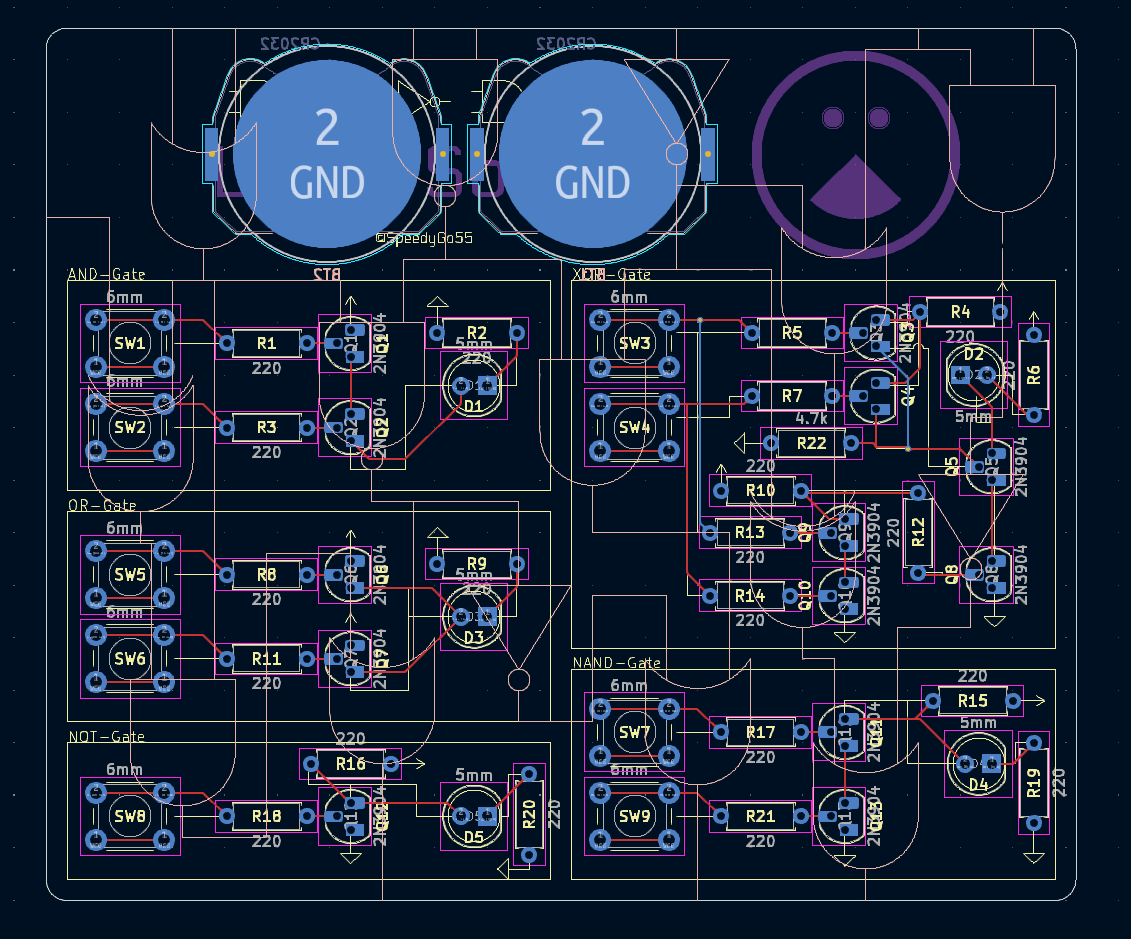 CR2032 CR2032
2 2
GND GND
@SpeedyGo55
BT2 BT1
AND-Gate
6mm
SW1
R1
220
Q1
2N3904
R2
220
5mm
D1
6mm
SW2
R3
220
Q2
2N3904
OR-Gate
6mm
SW5
R8
220
Q6
2N3904
R9
220
5mm
D3
6mm
SW6
R11
220
Q7
2N3904
NOT-Gate
6mm
SW8
R16
220
R18
220
2N3904
5mm
D5
R20
220
XOR-Gate
6mm
SW3
R5
Q3
2N3904
R4
220
D2
5mm
R6
220
SW4
R7
Q4
4.7k
R22
220
R10
Q5
2N3904
R13
220
Q9
2N3904
R12
220
R14
220
Q10
2N3904
Q8
2N3904
NAND-Gate
6mm
SW7
R17
220
Q11
2N3904
220
R15
5mm
D4
R19
220
6mm
SW9
R21
220
Q13
2N3904